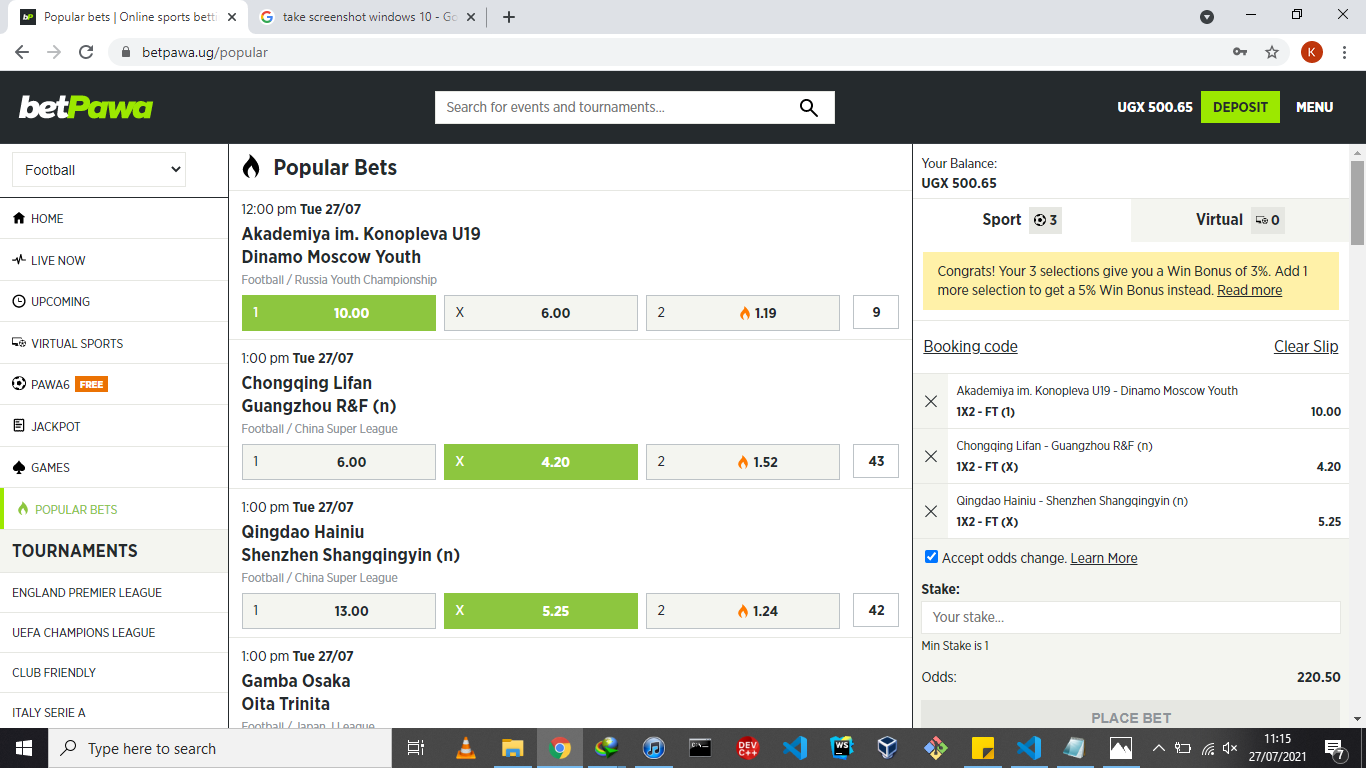 Popular bets | Online sports betti
take screenshot windows 10 - Go
betpawa.ug/popular
K
betPawa
Search for events and tournaments...
UGX 500.65
DEPOSIT
MENU
Football
HOME
LIVE NOW
UPCOMING
VIRTUAL SPORTS
PAWA6 FREE
JACKPOT
GAMES
POPULAR BETS
TOURNAMENTS
ENGLAND PREMIER LEAGUE
UEFA CHAMPIONS LEAGUE
CLUB FRIENDLY
ITALY SERIE A
Popular Bets
12:00 pm Tue 27/07
Akademiya im. Konopleva U19
Dinamo Moscow Youth
Football / Russia Youth Championship
1 10.00 X 6.00 2 1.19 9
1:00 pm Tue 27/07
Chongqing Lifan
Guangzhou R&F (n)
Football / China Super League
1 6.00 X 4.20 2 1.52 43
1:00 pm Tue 27/07
Qingdao Hainiu
Shenzhen Shangqingyin (n)
Football / China Super League
1 13.00 X 5.25 2 1.24 42
1:00 pm Tue 27/07
Gamba Osaka
Oita Trinita
Football / Japan J League
Your Balance:
UGX 500.65
Sport 3
Virtual 0
Congrats! Your 3 selections give you a Win Bonus of 3%. Add 1
more selection to get a 5% Win Bonus instead. Read more
Booking code
Clear Slip
Akademiya im. Konopleva U19 - Dinamo Moscow Youth
1X2 - FT (1) 10.00
Chongqing Lifan - Guangzhou R&F (n)
1X2 - FT (X) 4.20
Qingdao Hainiu - Shenzhen Shangqingyin (n)
1X2 - FT (X) 5.25
Accept odds change. Learn More
Stake:
Your stake...
Min Stake is 1
Odds: 220.50
PLACE BET
Type here to search
DEV
C++
WS
11:15
27/07/2021
7